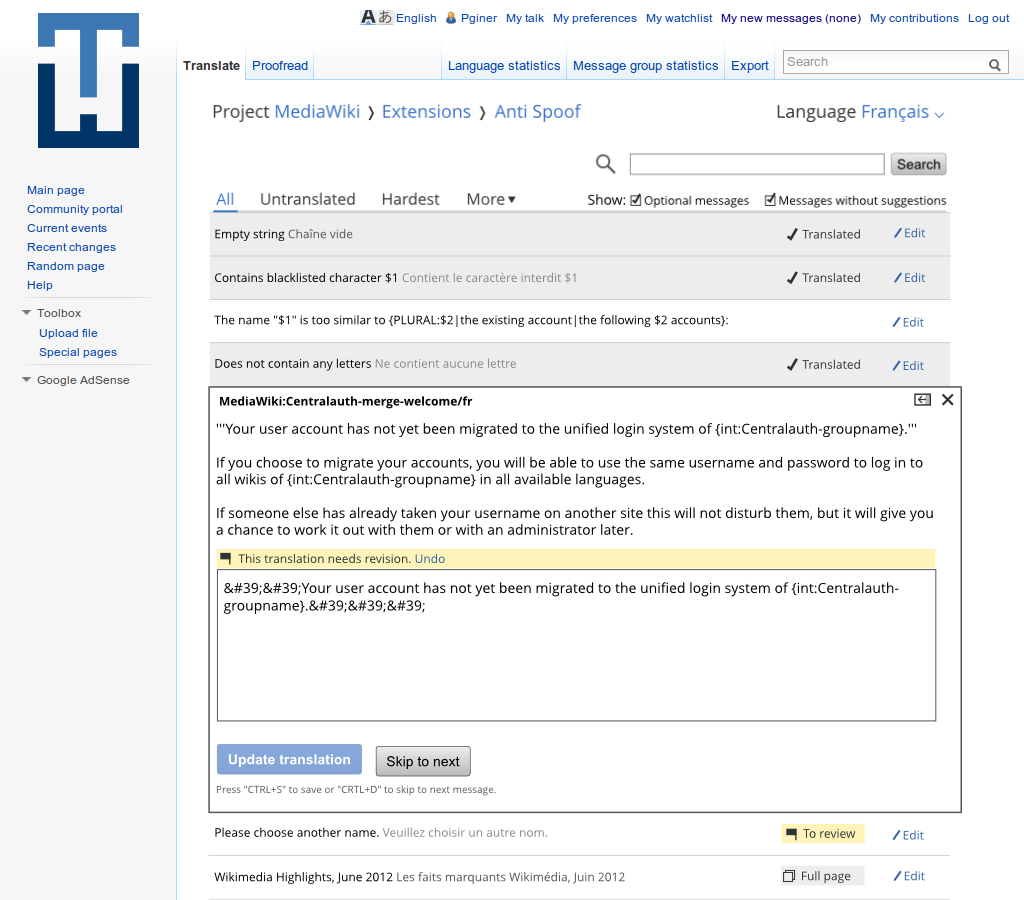 A あ English Pginer My talk My preferences My watchlist My new messages (none) My contributions Log out
Translate Proofread Language statistics Message group statistics Export Search
Project MediaWiki ❭ Extensions ❭ Anti Spoof Language Français
Search
All Untranslated Hardest More ▾ Show: Optional messages Messages without suggestions
Main page
Community portal
Current events
Recent changes
Random page
Help
Toolbox
Upload file
Special pages
Google AdSense
Empty string Chaîne vide Translated Edit
Contains blacklisted character $1 Contient le caractère interdit $1 Translated Edit
The name "$1" is too similar to {PLURAL:$2|the existing account|the following $2 accounts}: Edit
Does not contain any letters Ne contient aucune lettre Translated Edit
MediaWiki:Centralauth-merge-welcome/fr
'''Your user account has not yet been migrated to the unified login system of {int:Centralauth-groupname}.'''
If you choose to migrate your accounts, you will be able to use the same username and password to log in to
all wikis of {int:Centralauth-groupname} in all available languages.
If someone else has already taken your username on another site this will not disturb them, but it will give you
a chance to work it out with them or with an administrator later.
This translation needs revision. Undo
&#39;&#39;Your user account has not yet been migrated to the unified login system of {int:Centralauth-
groupname}.&#39;&#39;&#39;
Update translation Skip to next
Press "CTRL+S" to save or "CRTL+D" to skip to next message.
Please choose another name. Veuillez choisir un autre nom. To review Edit
Wikimedia Highlights, June 2012 Les faits marquants Wikimédia, Juin 2012 Full page Edit